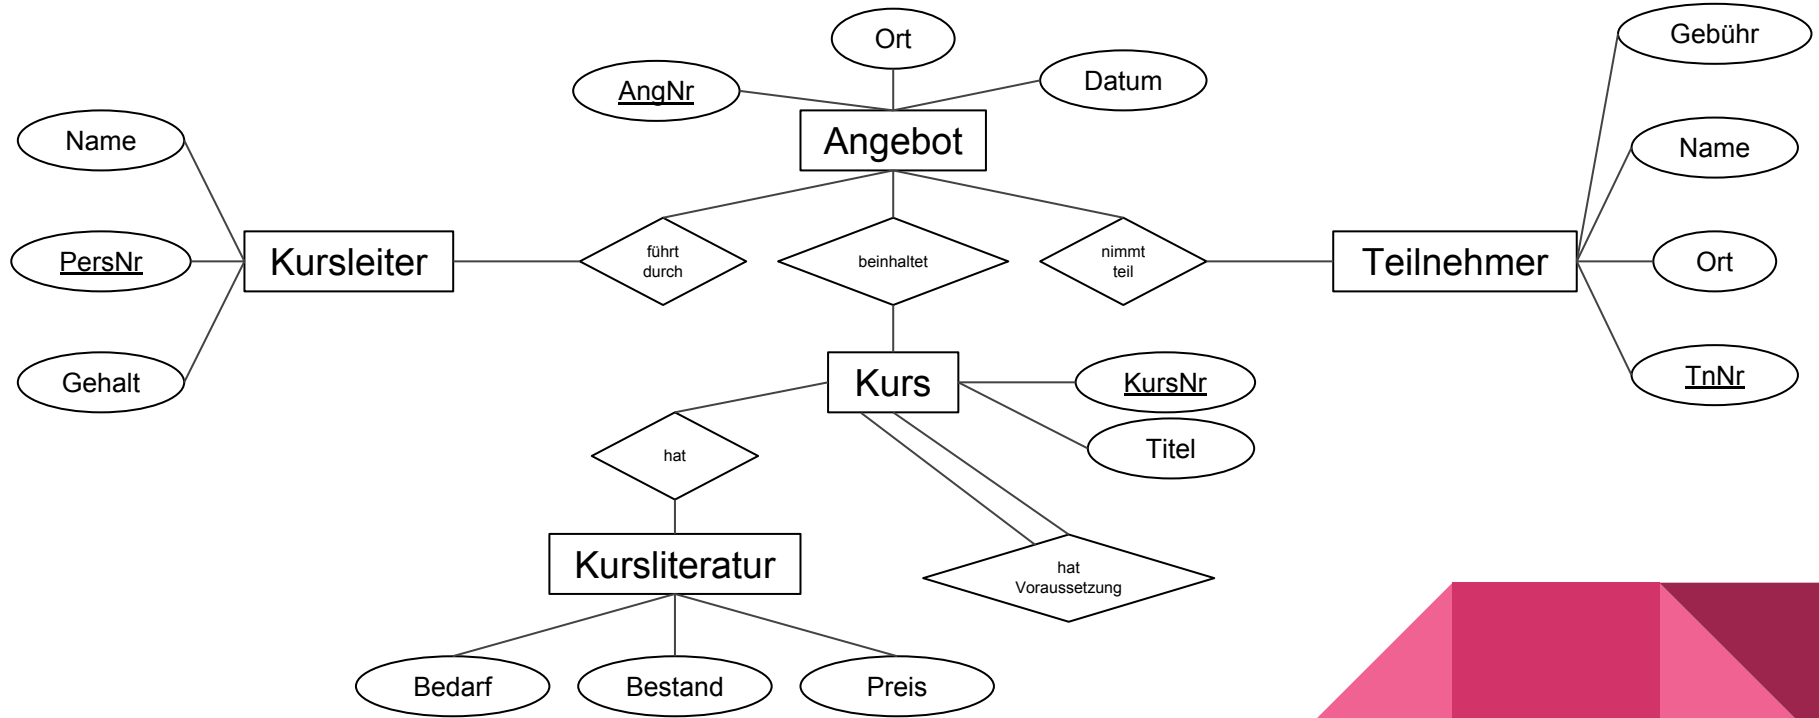 Ort
Gebühr
AngNr
Datum
Angebot
Name
Name
führt
durch
beinhaltet
nimmt
teil
PersNr
Kursleiter
Teilnehmer
Ort
Gehalt
Kurs
KursNr
TnNr
Titel
hat
Kursliteratur
hat
Voraussetzung
Bedarf
Bestand
Preis